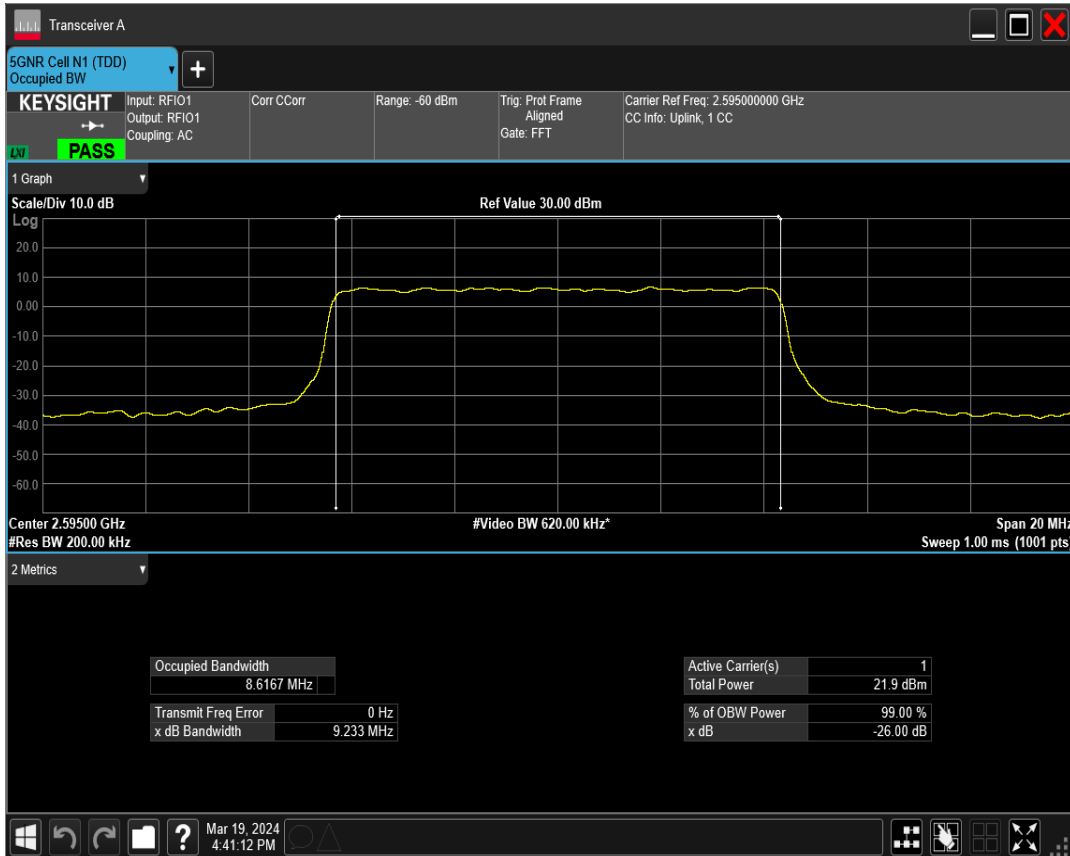 Transceiver A
5GNR Cell N1 (TDD)
Occupied BW
+
KEYSIGHT
LXI
PASS
Input: RFIO1
Output: RFIO1
Coupling: AC
Corr CCorr
Range: -60 dBm
Trig: Prot Frame
Aligned
Gate: FFT
Carrier Ref Freq: 2.595000000 GHz
CC Info: Uplink, 1 CC
1 Graph
Scale/Div 10.0 dB
Ref Value 30.00 dBm
Log
20.0
10.0
0.00
-10.0
-20.0
-30.0
-40.0
-50.0
-60.0
Center 2.59500 GHz
#Video BW 620.00 kHz*
Span 20 MHz
#Res BW 200.00 kHz
Sweep 1.00 ms (1001 pts)
2 Metrics
Occupied Bandwidth
8.6167 MHz
Transmit Freq Error 0 Hz
x dB Bandwidth 9.233 MHz
Active Carrier(s) 1
Total Power 21.9 dBm
% of OBW Power 99.00 %
x dB -26.00 dB
?
Mar 19, 2024
4:41:12 PM